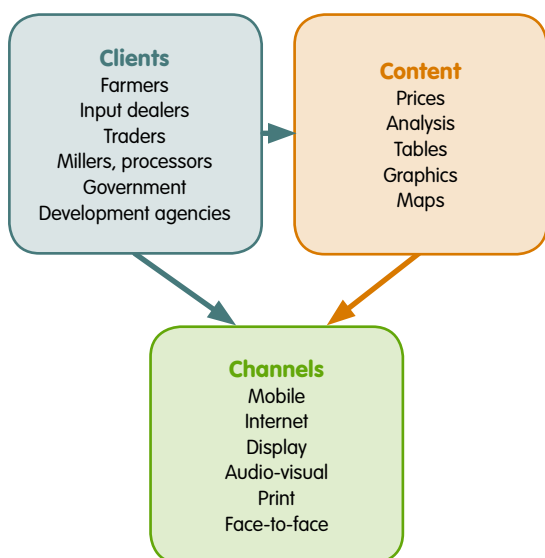 Clients
Farmers
Input dealers
Traders
Millers, processors
Government
Development agencies
Content
Prices
Analysis
Tables
Graphics
Maps
Channels
Mobile
Internet
Display
Audio-visual
Print
Face-to-face